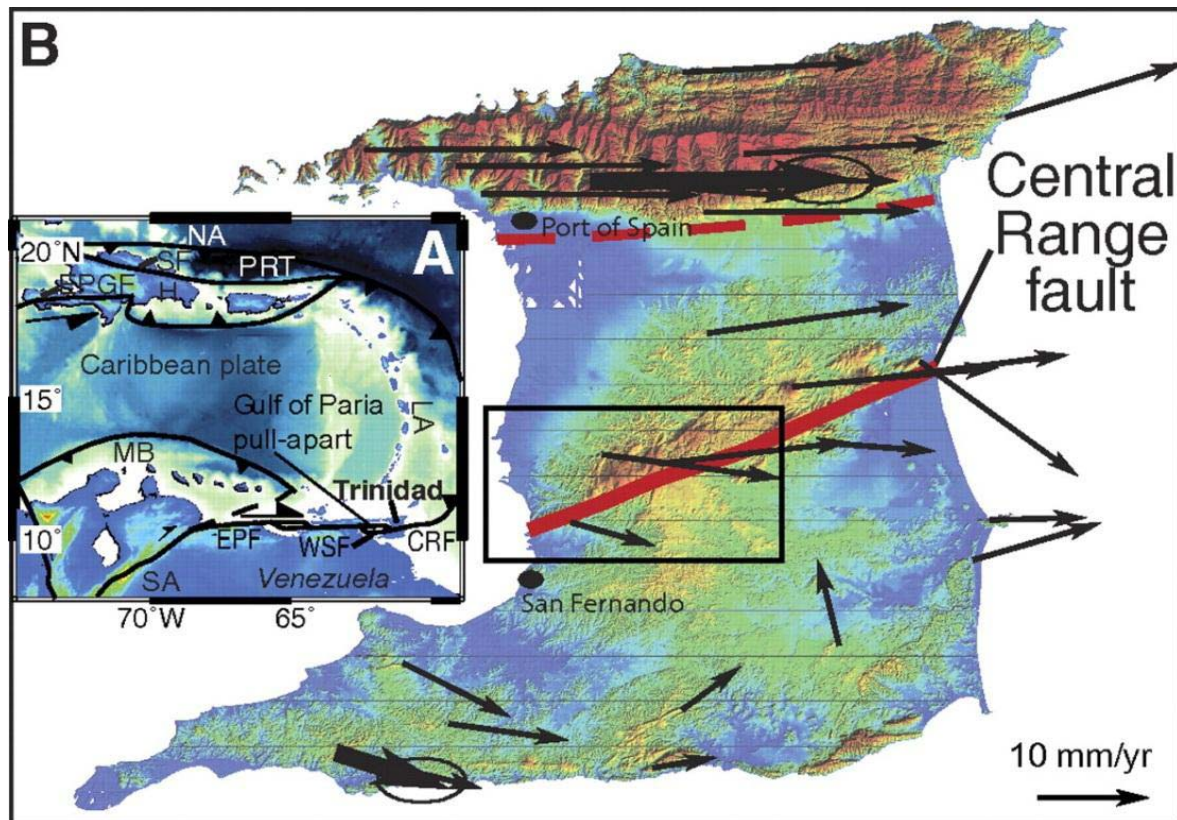 B
Port of Spain
Central
Range
fault
San Fernando
10 mm/yr
A
20°N
NA
PRT
EPGF
H
Caribbean plate
15°
Gulf of Paria
pull-apart
LA
MB
Trinidad
10°
EPF
WSF
CRF
SA
Venezuela
70°W
65°